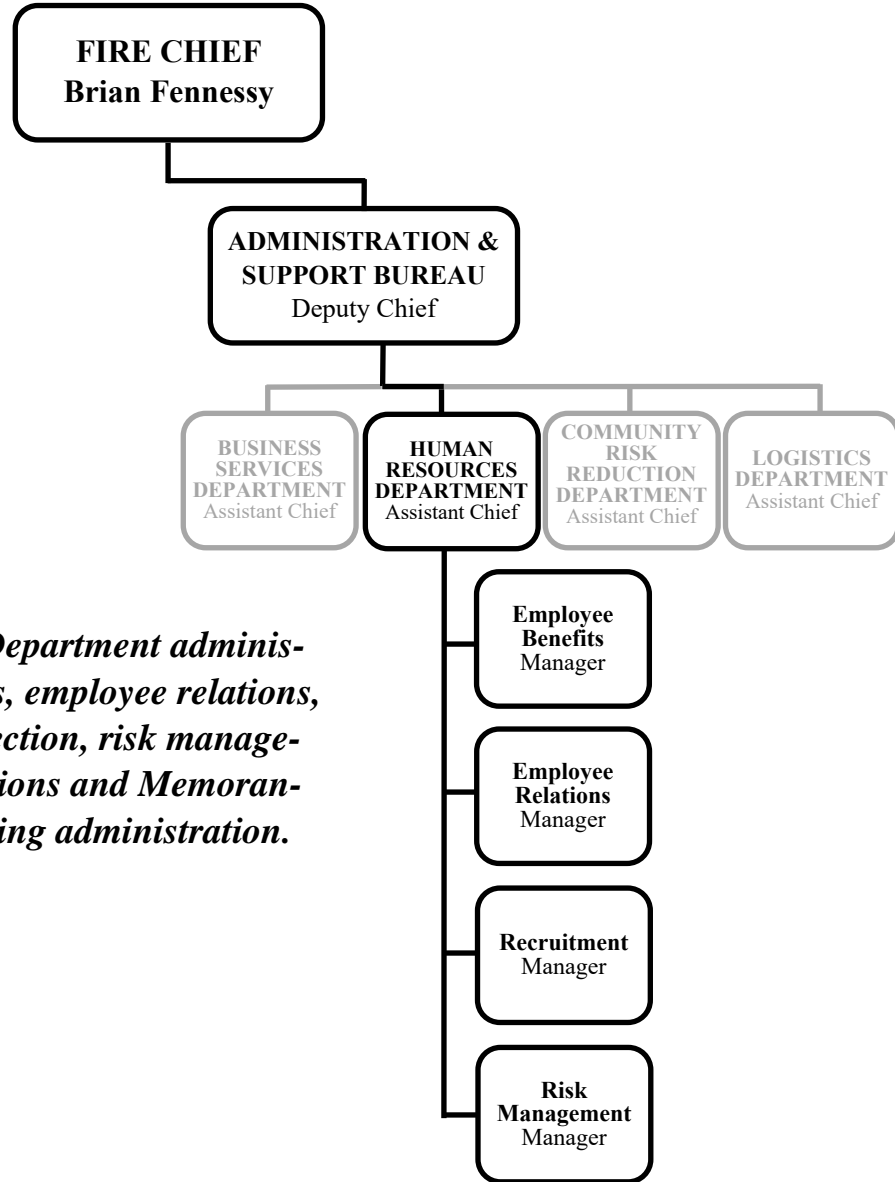 FIRE CHIEF
Brian Fennessy
ADMINISTRATION &
SUPPORT BUREAU
Deputy Chief
BUSINESS
SERVICES
DEPARTMENT
Assistant Chief
HUMAN
RESOURCES
DEPARTMENT
Assistant Chief
COMMUNITY
RISK
REDUCTION
DEPARTMENT
Assistant Chief
LOGISTICS
DEPARTMENT
Assistant Chief
Employee
Benefits
Manager
Department adminis-
s, employee relations,
ection, risk manage-
tions and Memoran-
ing administration.
Employee
Relations
Manager
Recruitment
Manager
Risk
Management
Manager